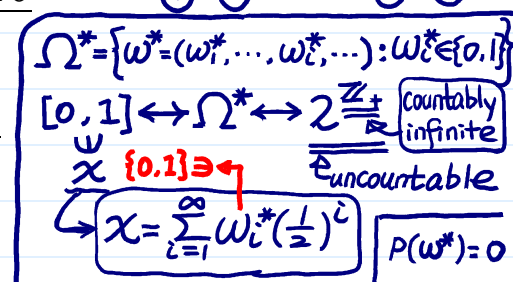 Ω* = {ω* = (ω₁*, ⋯, ωᵢ*, ⋯) : ωᵢ* ∈ {0,1}}
[0, 1] ↔ Ω* ↔ 2^ℤ₊ countably infinite
∪
x {0,1} ∋ uncountable
x = ∑_{i=1}^{∞} ωᵢ* (1/2)^i
P(ω*) = 0